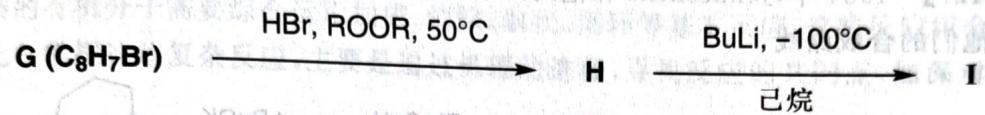 G (C₈H₇Br) HBr, ROOR, 50°C H BuLi, -100°C 己烷 I